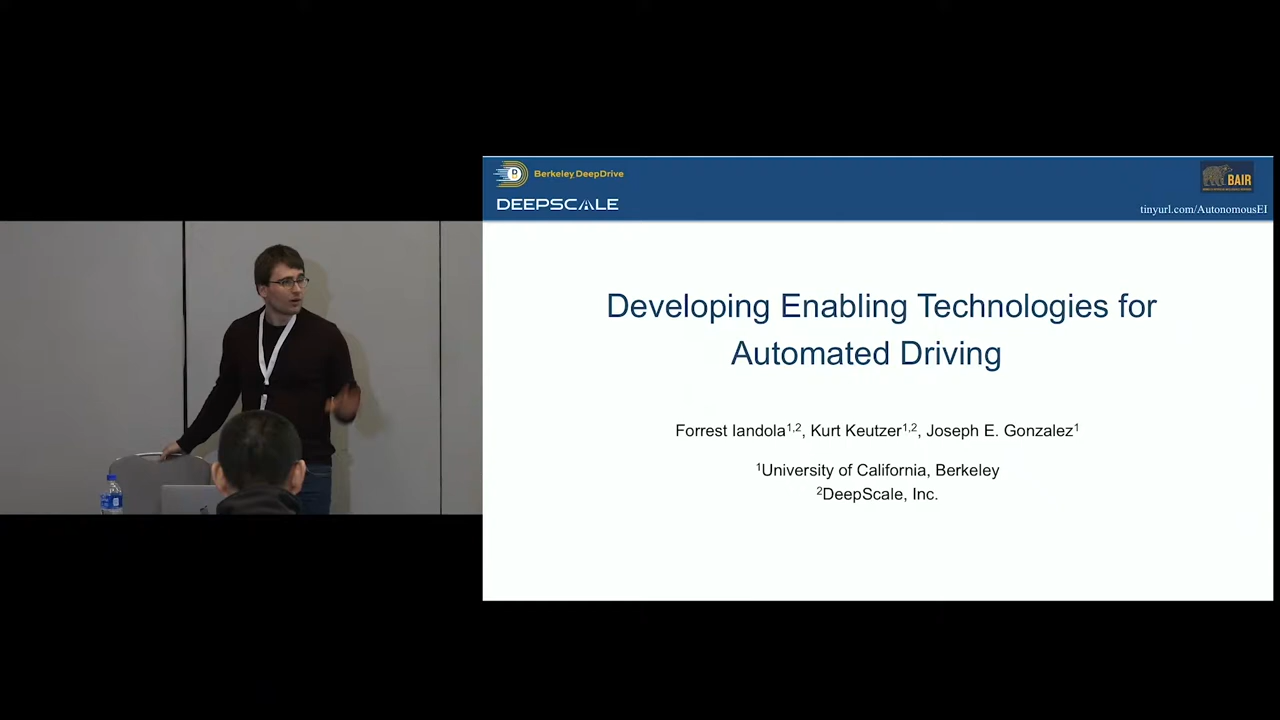 Berkeley DeepDrive
DEEPSCALE
BAIR
tinyurl.com/AutonomousEI
Developing Enabling Technologies for
Automated Driving
Forrest Iandola¹,², Kurt Keutzer¹,², Joseph E. Gonzalez¹
¹University of California, Berkeley
²DeepScale, Inc.